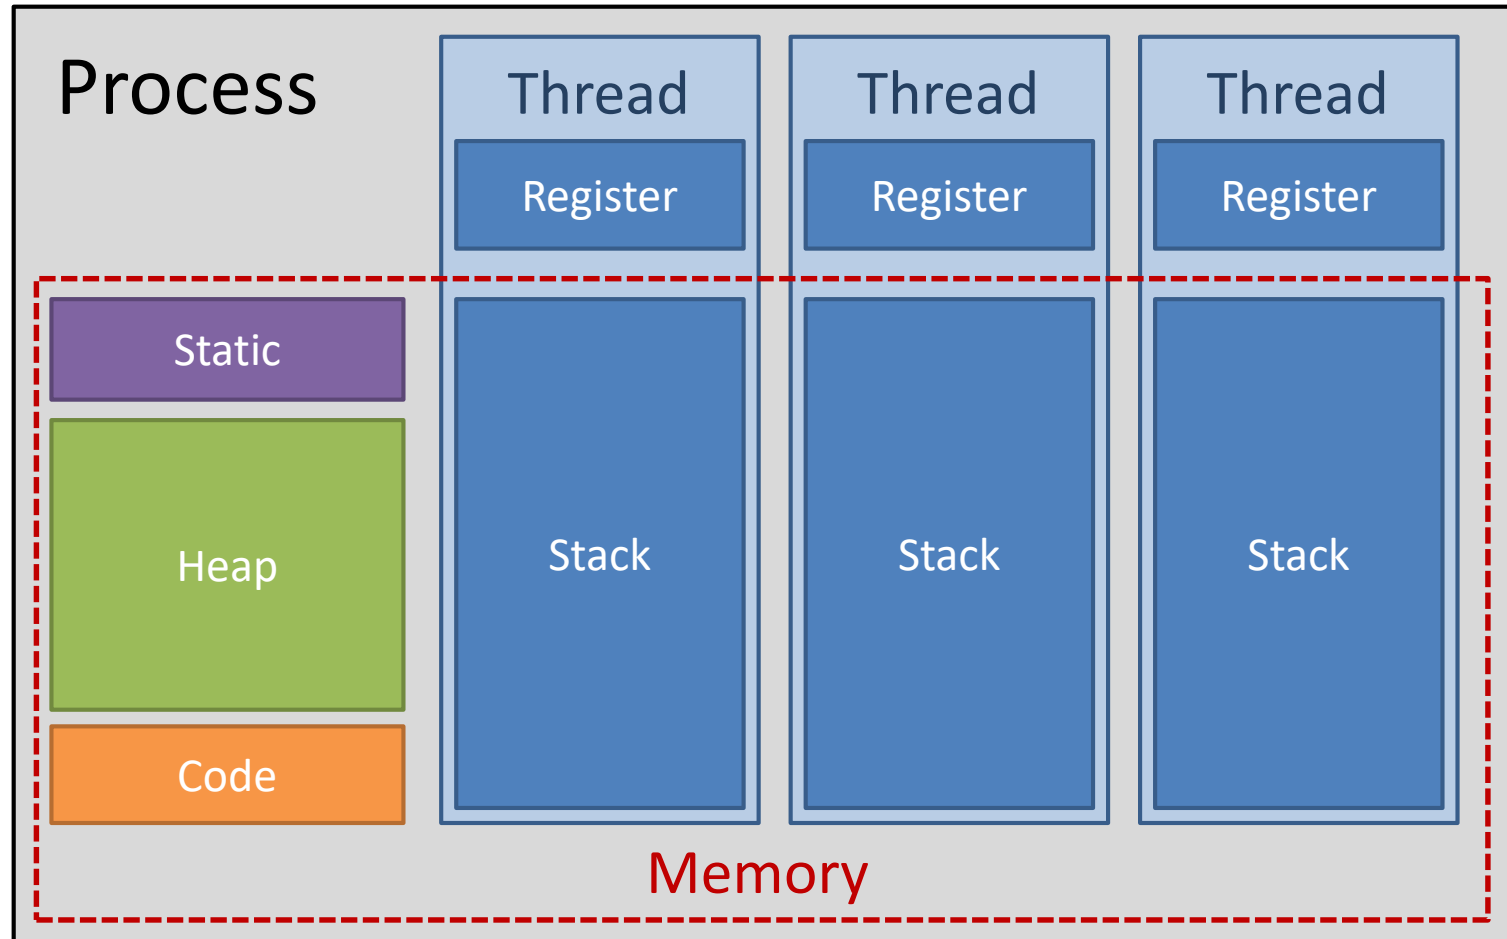 Process
Thread
Thread
Thread
Register
Register
Register
Static
Heap
Code
Stack
Stack
Stack
Memory